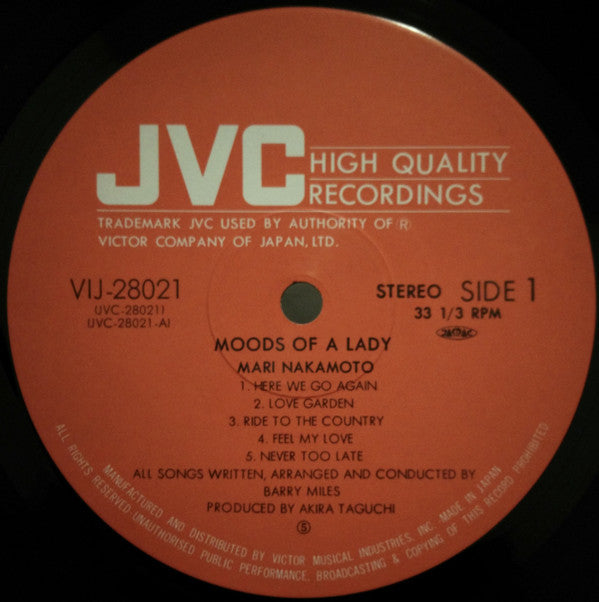 JVC
HIGH QUALITY
RECORDINGS
TRADEMARK JVC USED BY AUTHORITY OF ®
VICTOR COMPANY OF JAPAN, LTD.
VIJ-28021
(JVC-28021)
(JVC-28021-A)
STEREO SIDE 1
33 1/3 RPM
MOODS OF A LADY
MARI NAKAMOTO
1. HERE WE GO AGAIN
2. LOVE GARDEN
3. RIDE TO THE COUNTRY
4. FEEL MY LOVE
5. NEVER TOO LATE
ALL SONGS WRITTEN, ARRANGED AND CONDUCTED BY
BARRY MILES
PRODUCED BY AKIRA TAGUCHI
Ⓢ
MANUFACTURED AND DISTRIBUTED BY VICTOR MUSICAL INDUSTRIES, INC. MADE IN JAPAN
ALL RIGHTS RESERVED UNAUTHORISED PUBLIC PERFORMANCE, BROADCASTING & COPYING OF THIS RECORD PROHIBITED